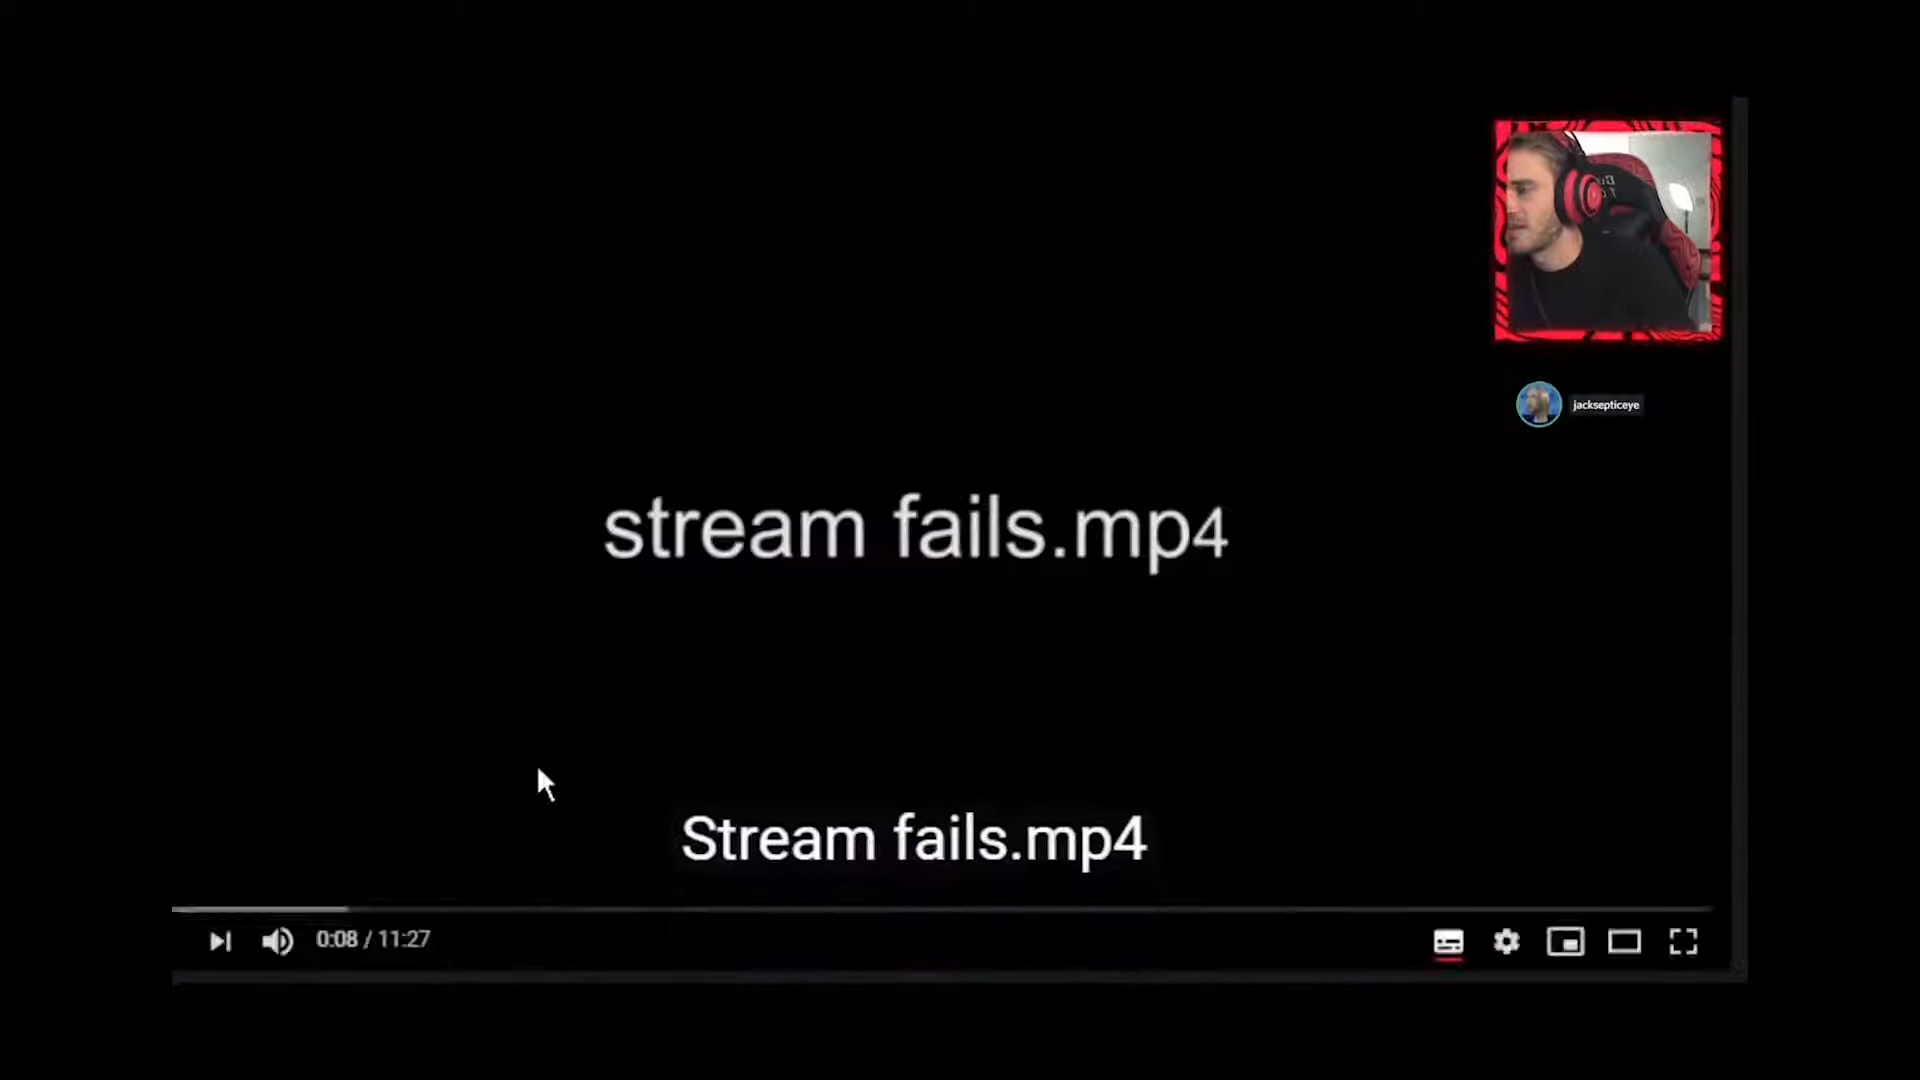 jacksepticeye
stream fails.mp4
Stream fails.mp4
0:08 / 11:27